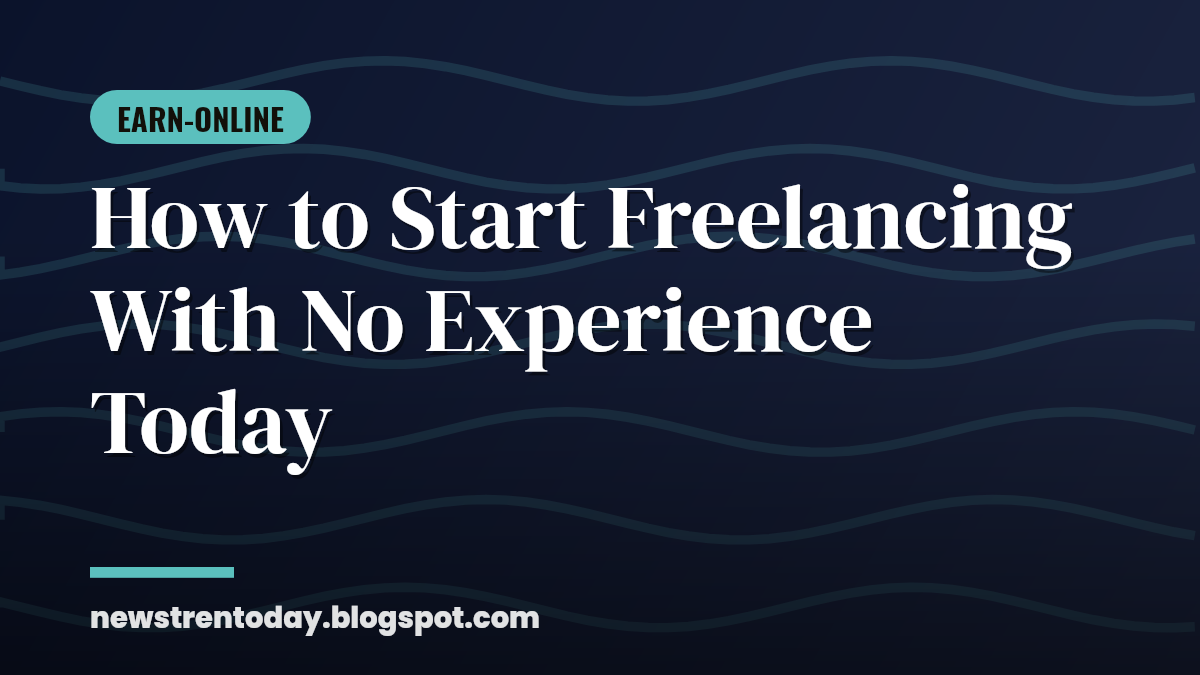 EARN-ONLINE
How to Start Freelancing
With No Experience
Today
newstrentoday.blogspot.com